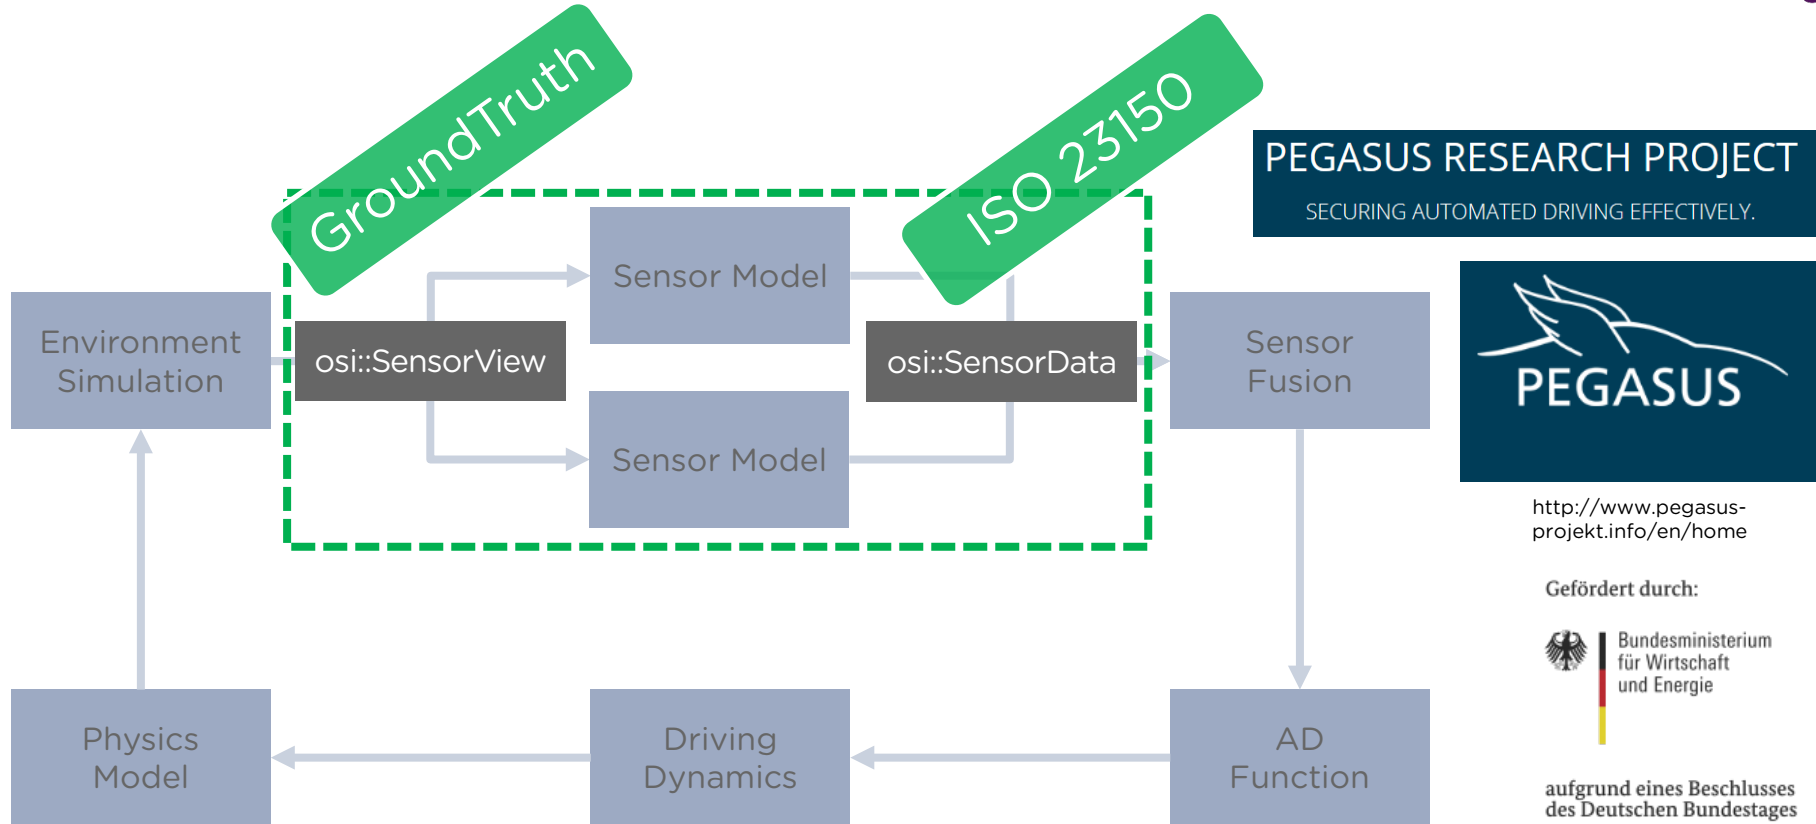 GroundTruth
ISO 23150
PEGASUS RESEARCH PROJECT
SECURING AUTOMATED DRIVING EFFECTIVELY.
Environment
Simulation
osi::SensorView
Sensor Model
Sensor Model
osi::SensorData
Sensor
Fusion
PEGASUS
http://www.pegasus-
projekt.info/en/home
Gefördert durch:
Bundesministerium
für Wirtschaft
und Energie
Physics
Model
Driving
Dynamics
AD
Function
aufgrund eines Beschlusses
des Deutschen Bundestages